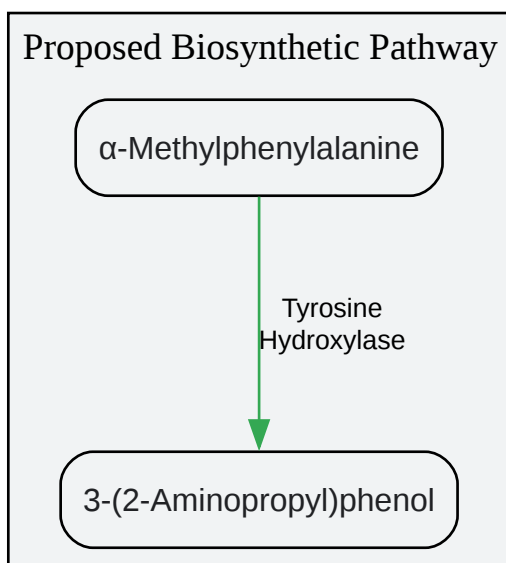 Proposed Biosynthetic Pathway
α-Methylphenylalanine
Tyrosine
Hydroxylase
3-(2-Aminopropyl)phenol